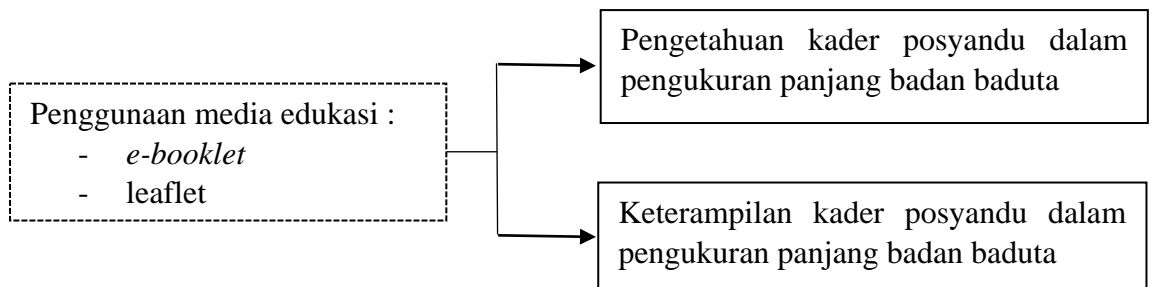 Penggunaan media edukasi :
- e-booklet
- leaflet
Pengetahuan kader posyandu dalam
pengukuran panjang badan baduta
Keterampilan kader posyandu dalam
pengukuran panjang badan baduta